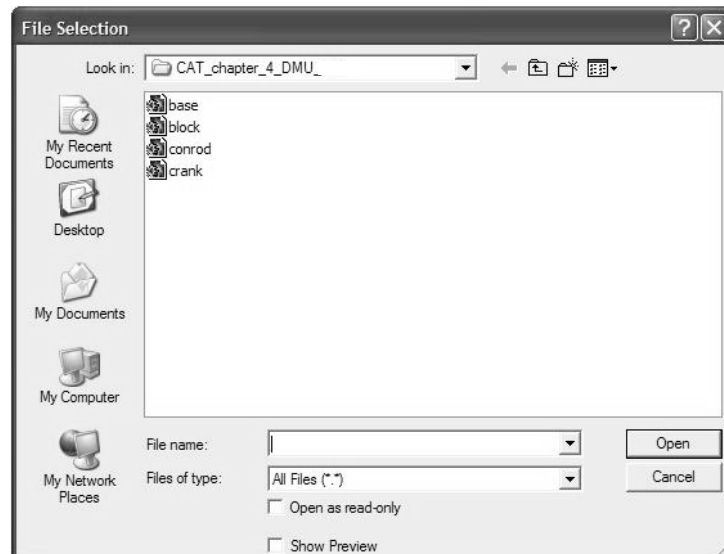 File Selection
Look in: CAT_chapter_4_DMU_
base
block
conrod
crank
My Recent
Documents
Desktop
My Documents
My Computer
My Network
Places
File name:
Open
Files of type: All Files (*.*)
Cancel
Open as read-only
Show Preview